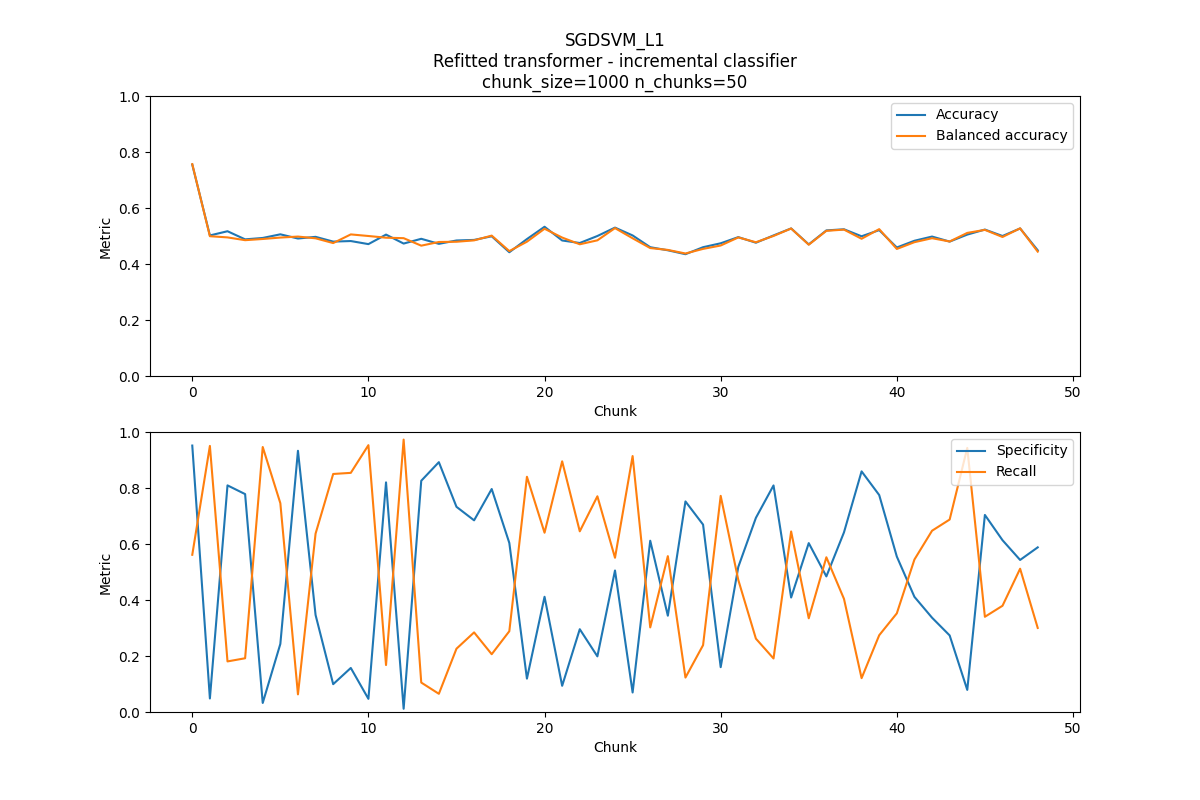 SGDSVM_L1
Refitted transformer - incremental classifier
chunk_size=1000 n_chunks=50
1.0
0.8
0.6
0.4
0.2
0.0
Metric
Accuracy
Balanced accuracy
0 10 20 30 40 50
Chunk
1.0
0.8
0.6
0.4
0.2
0.0
Metric
Specificity
Recall
0 10 20 30 40 50
Chunk